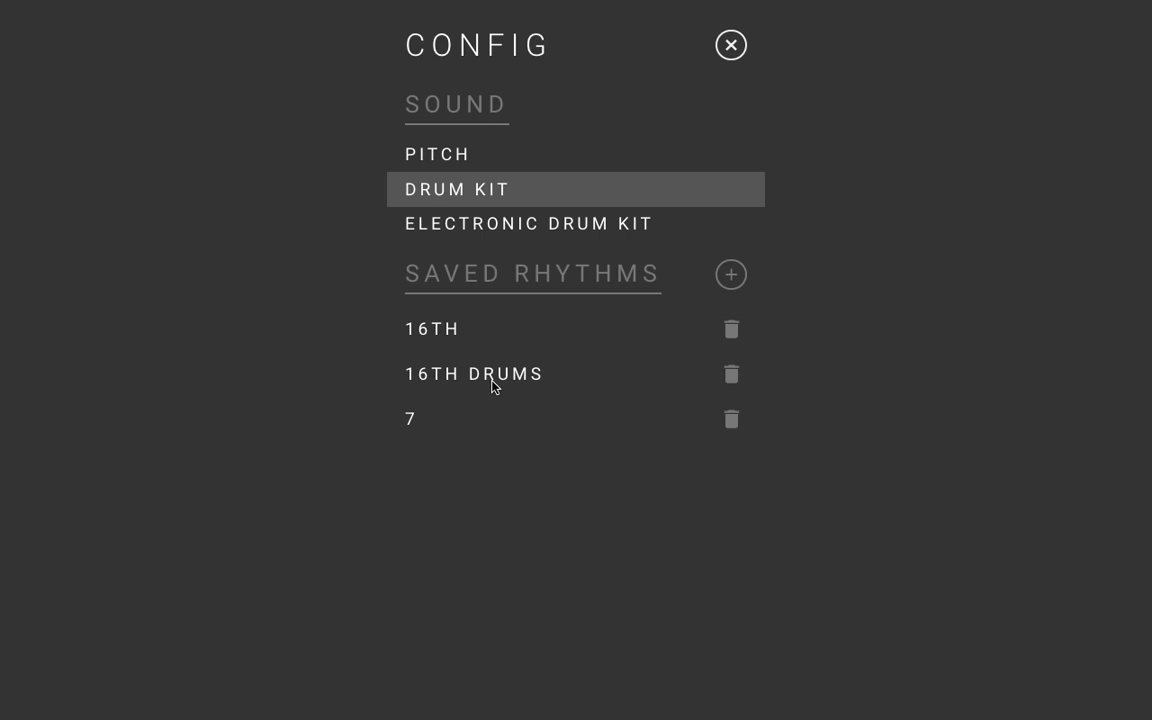 CONFIG
SOUND
PITCH
DRUM KIT
ELECTRONIC DRUM KIT
SAVED RHYTHMS
16TH
16TH DRUMS
7